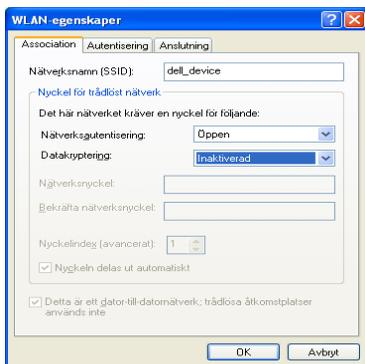 WLAN-egenskaper
Association Autentisering Anslutning
Nätverksnamn (SSID): dell_device
Nyckel för trådlöst nätverk
Det här nätverket kräver en nyckel för följande:
Nätverksautentisering: Öppen
Datakryptering: Inaktiverad
Nätverksnyckel:
Bekräfta nätverksnyckel:
Nyckelindex (avancerat): 1
Nyckeln delas ut automatiskt
Detta är ett dator-till-datornätverk; trådlösa åtkomstplatser
används inte
OK Avbryt